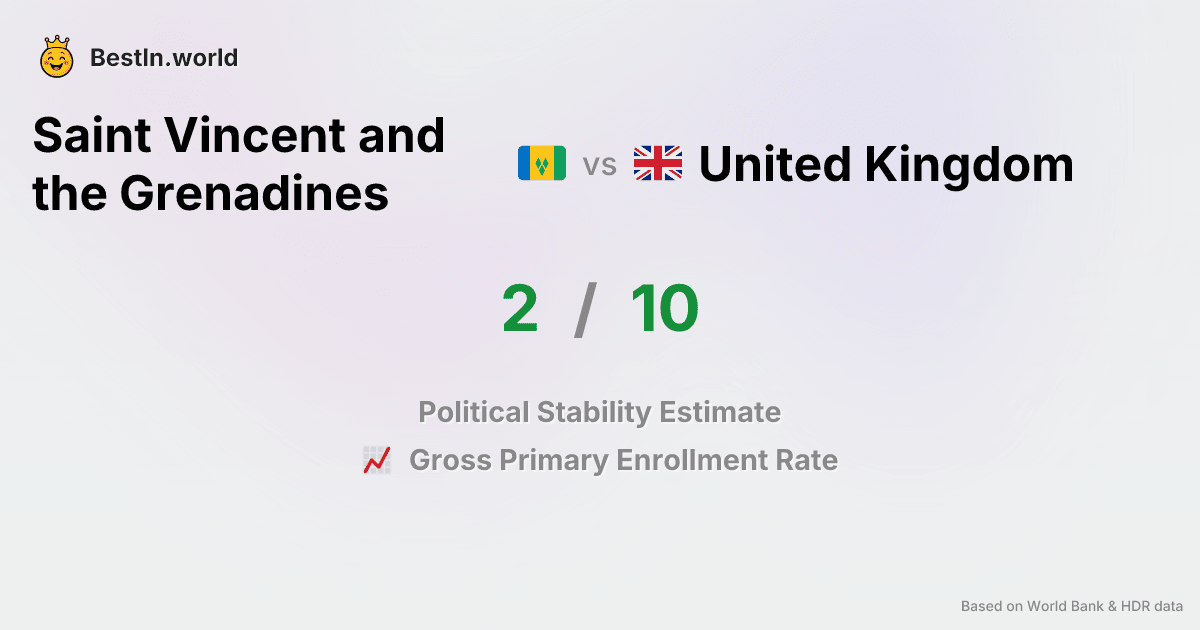 BestIn.world
Saint Vincent and
the Grenadines
vs
United Kingdom
2 / 10
Political Stability Estimate
Gross Primary Enrollment Rate
Based on World Bank & HDR data